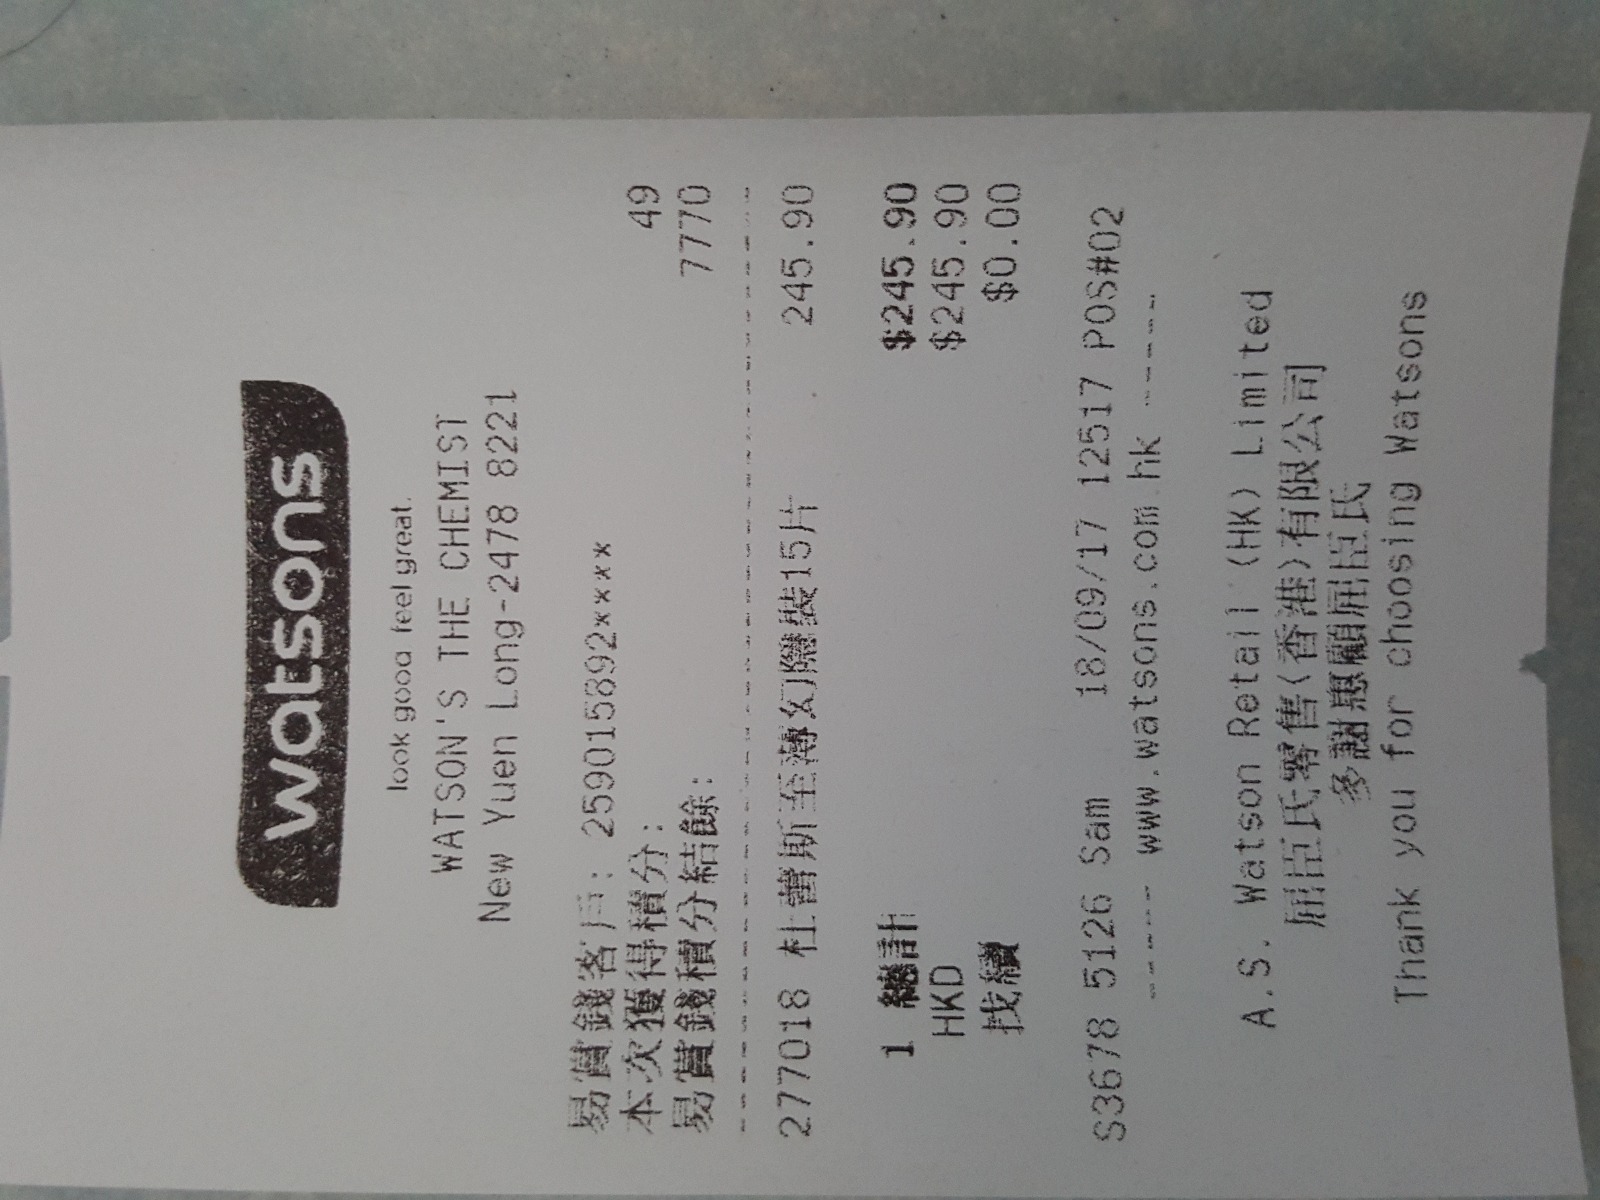 watsons
look good. feel great.
WATSON'S THE CHEMIST
New Yuen Long-2478 8221
易賞錢客戶: 259015892****
本次獲得積分: 49
易賞錢積分結餘: 7770
277018 杜蕾斯至薄幻隱裝15片 245.90
1 總計 $245.90
HKD $245.90
找續 $0.00
S3678 5126 Sam 18/09/17 12517 POS#02
----- www.watsons.com.hk -----
A.S. Watson Retail (HK) Limited
屈臣氏零售(香港)有限公司
多謝惠顧屈臣氏
Thank you for choosing Watsons